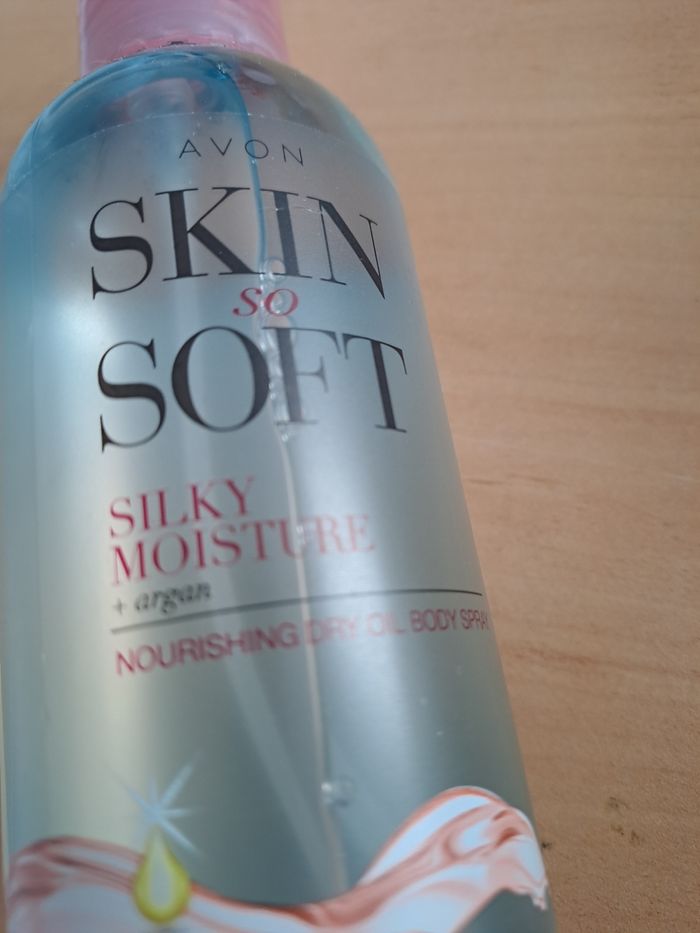 AVON
SKIN
so
SOFT
SILKY
MOISTURE
+ argan
NOURISHING DRY OIL BODY SPRAY